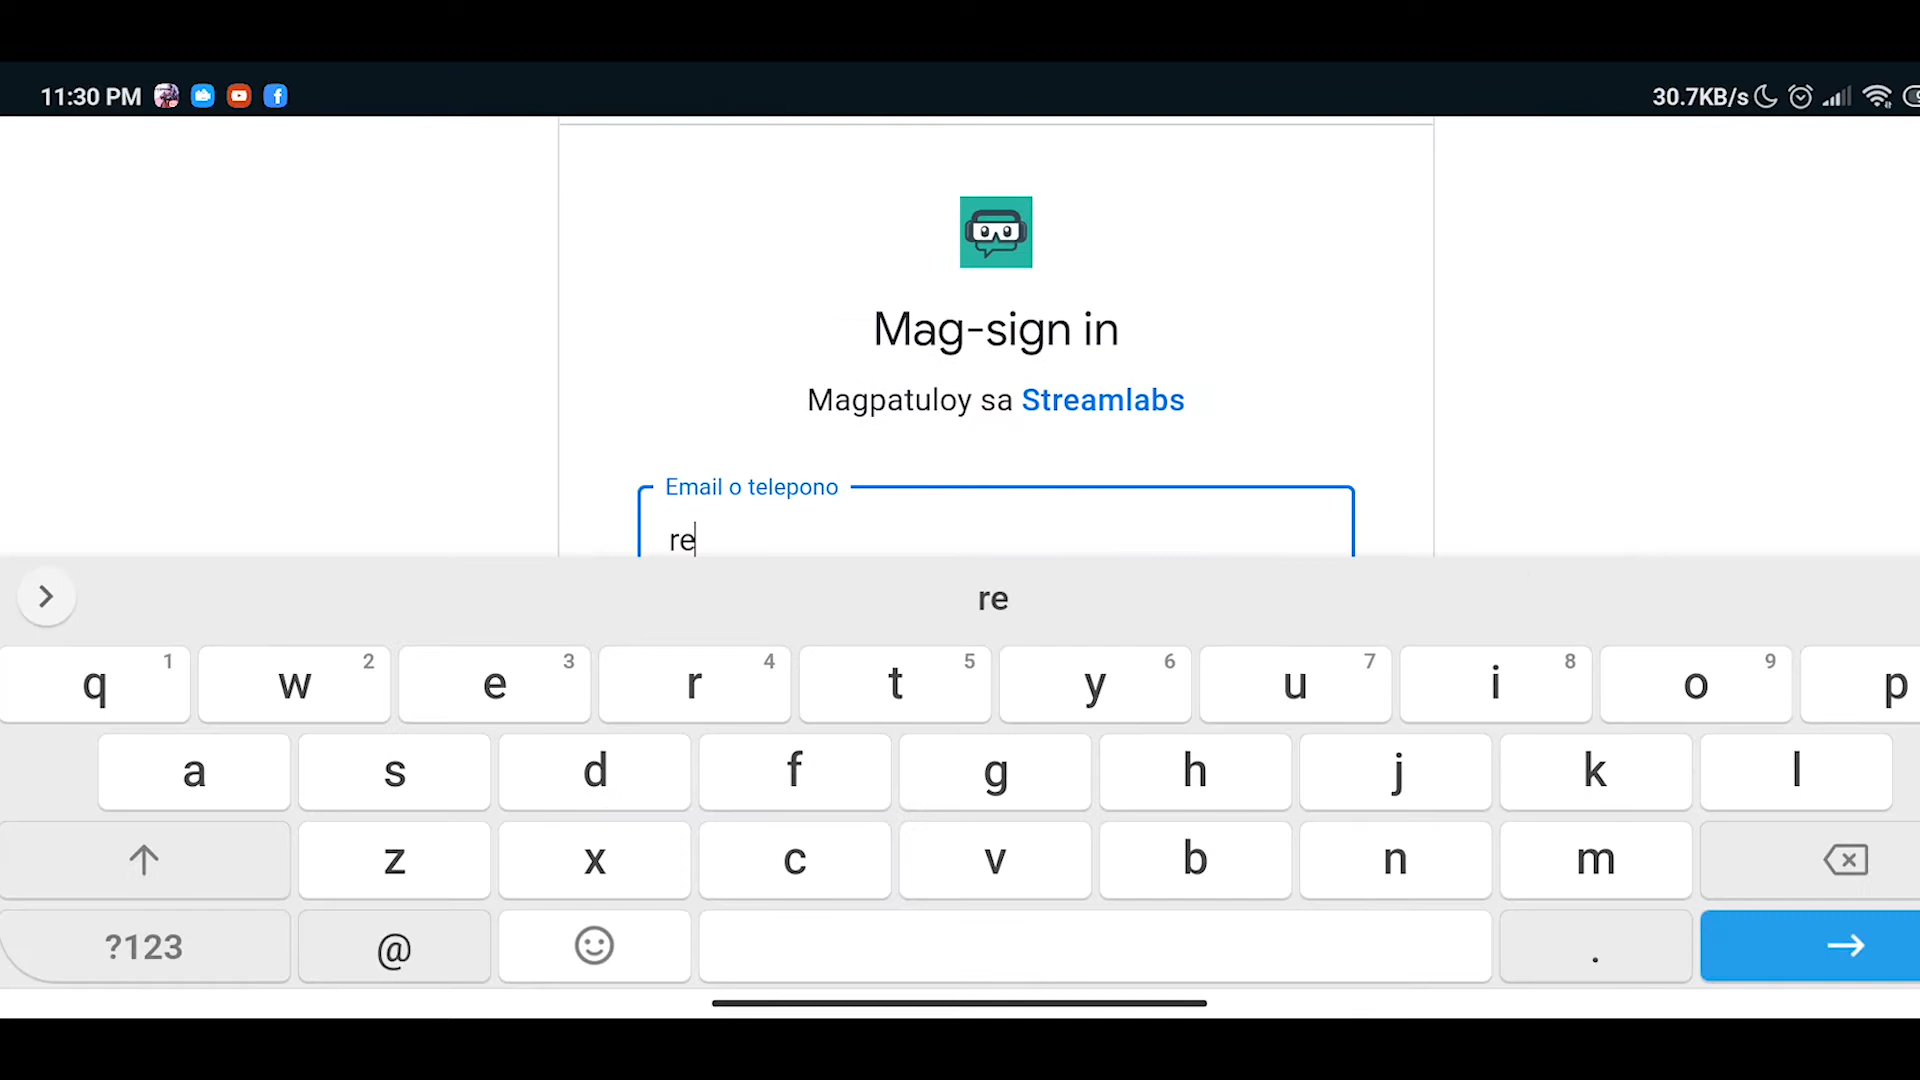 11:30 PM
30.7KB/s
Mag-sign in
Magpatuloy sa Streamlabs
Email o telepono
re
re
q 1 w 2 e 3 r 4 t 5 y 6 u 7 i 8 o 9 p
a s d f g h j k l
z x c v b n m
?123 @ .